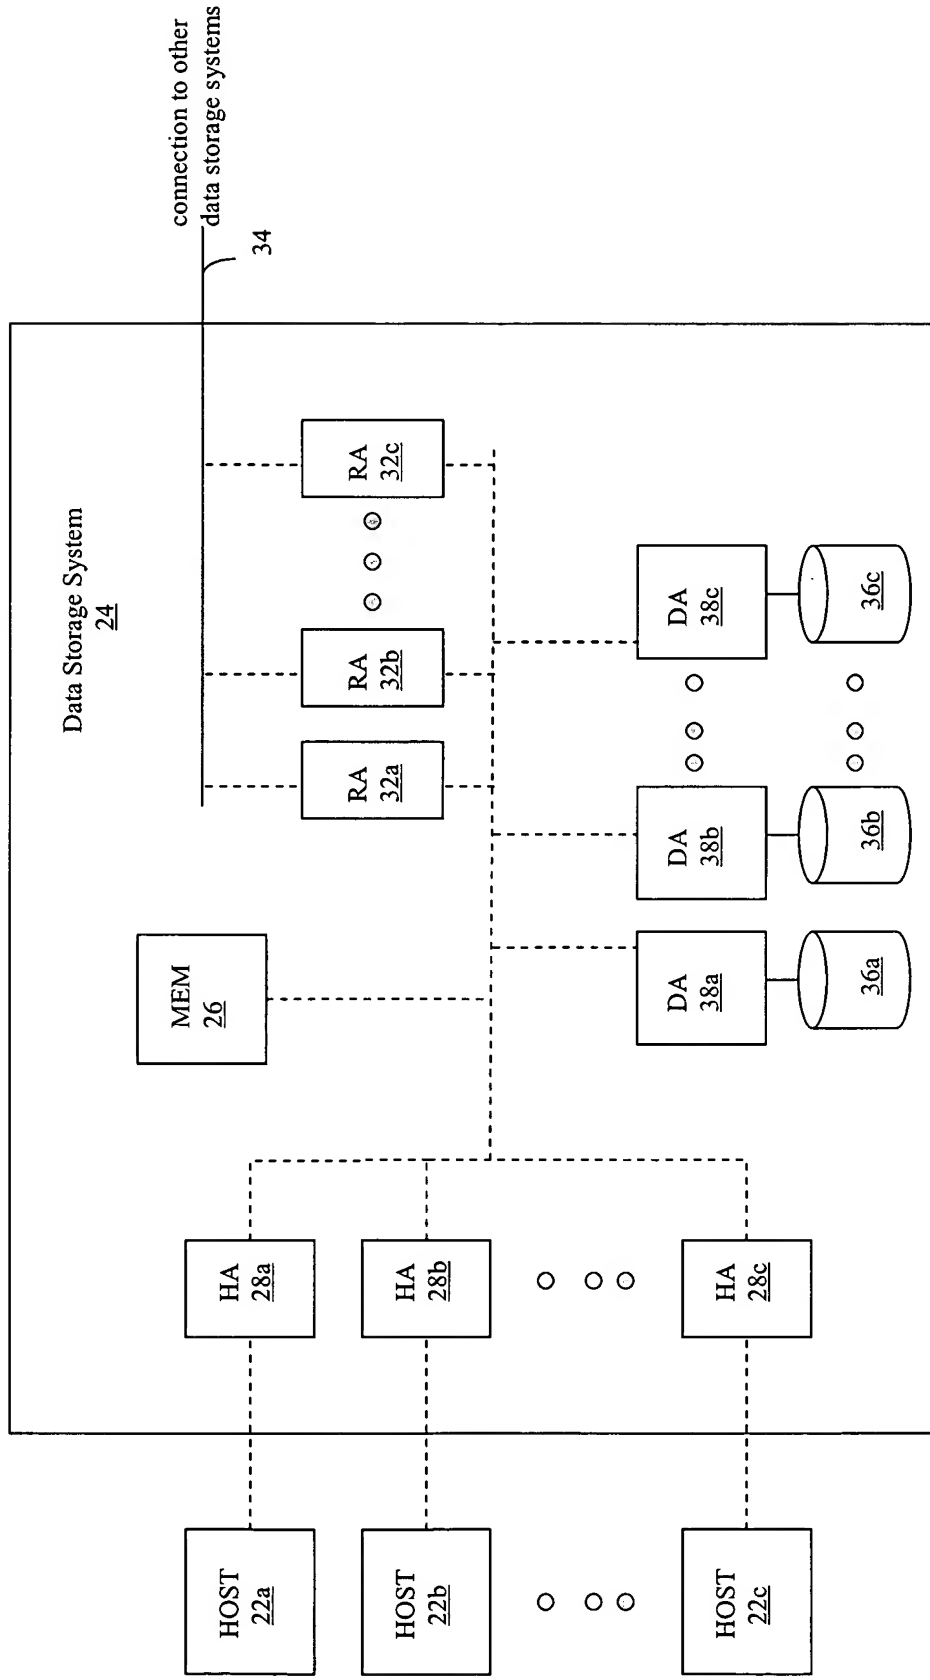 Data Storage System
24
connection to other
data storage systems
34
HOST
22a
HOST
22b
HOST
22c
HA
28a
HA
28b
HA
28c
MEM
26
RA
32a
RA
32b
RA
32c
DA
38a
DA
38b
DA
38c
36a
36b
36c